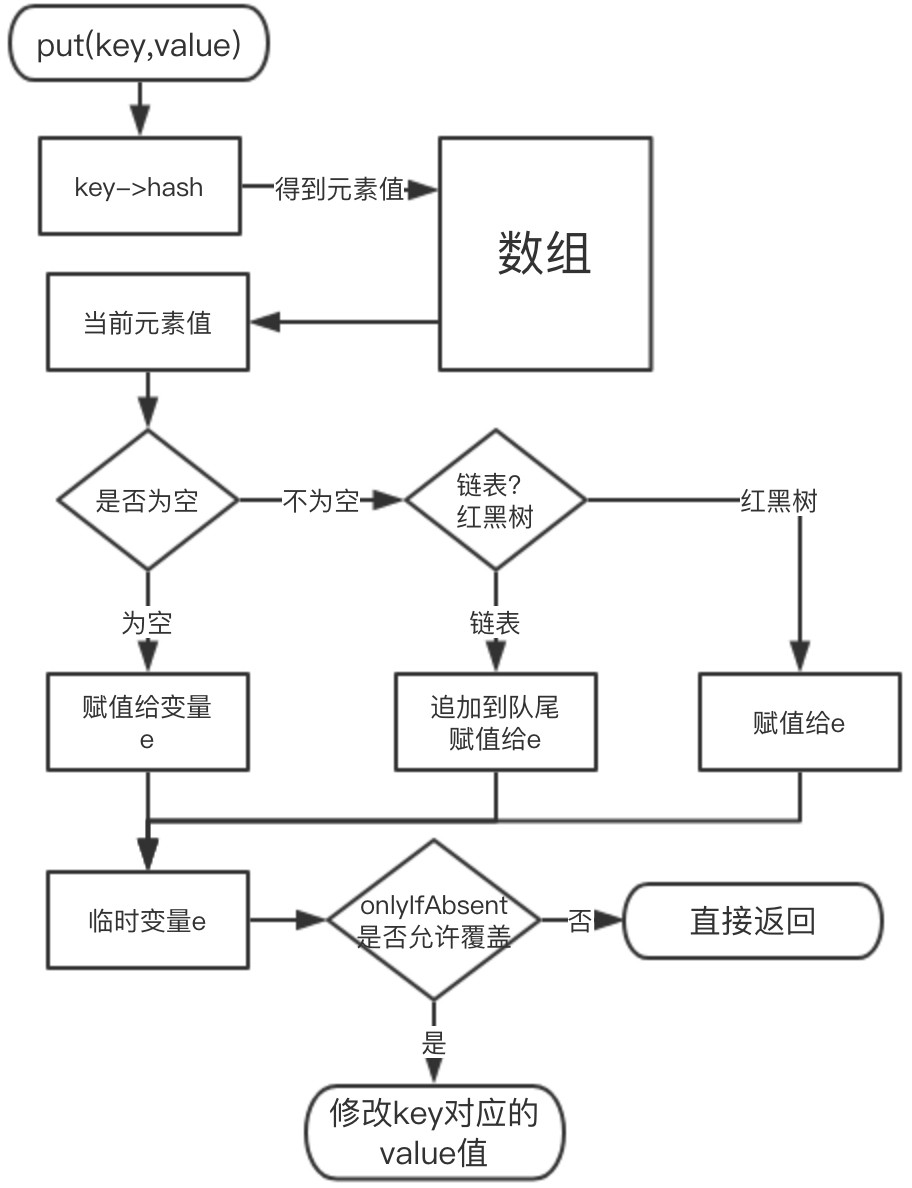 put(key,value)
key->hash
得到元素值
数组
当前元素值
是否为空
不为空
链表?
红黑树
红黑树
为空
链表
赋值给变量
e
追加到队尾
赋值给e
赋值给e
临时变量e
onlyIfAbsent
是否允许覆盖
否
直接返回
是
修改key对应的
value值